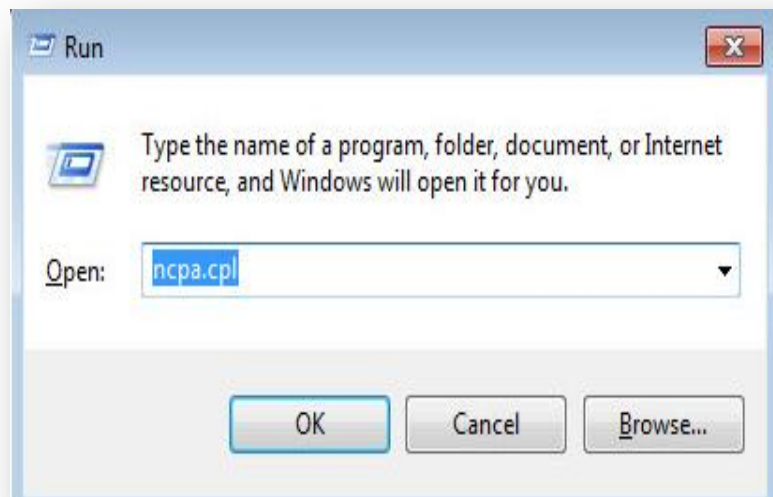 Run
Type the name of a program, folder, document, or Internet
resource, and Windows will open it for you.
Open: ncpa.cpl
OK Cancel Browse...